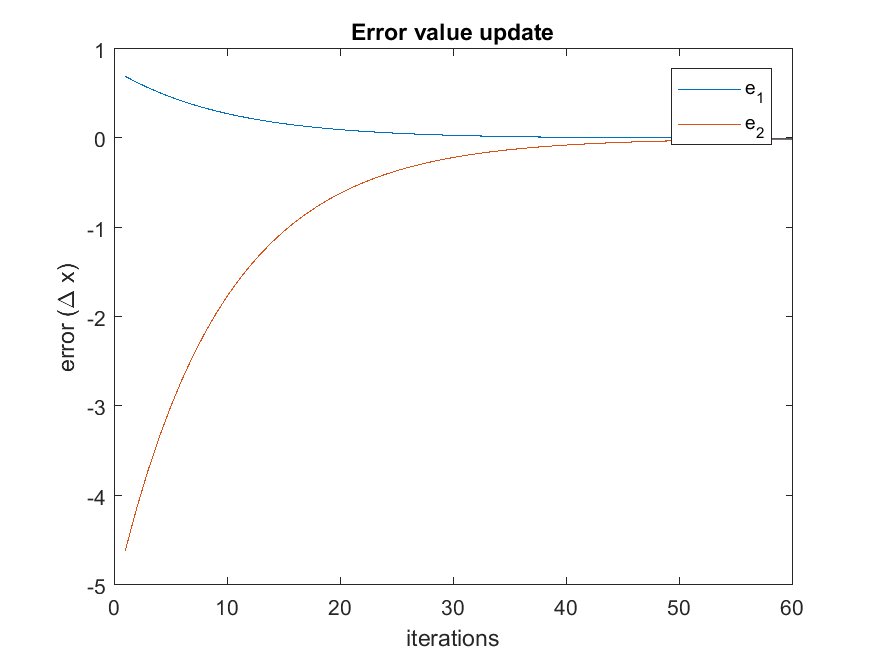 Error value update
1
0
-1
-2
-3
-4
-5
error (Δ x)
e₁
e₂
0 10 20 30 40 50 60
iterations